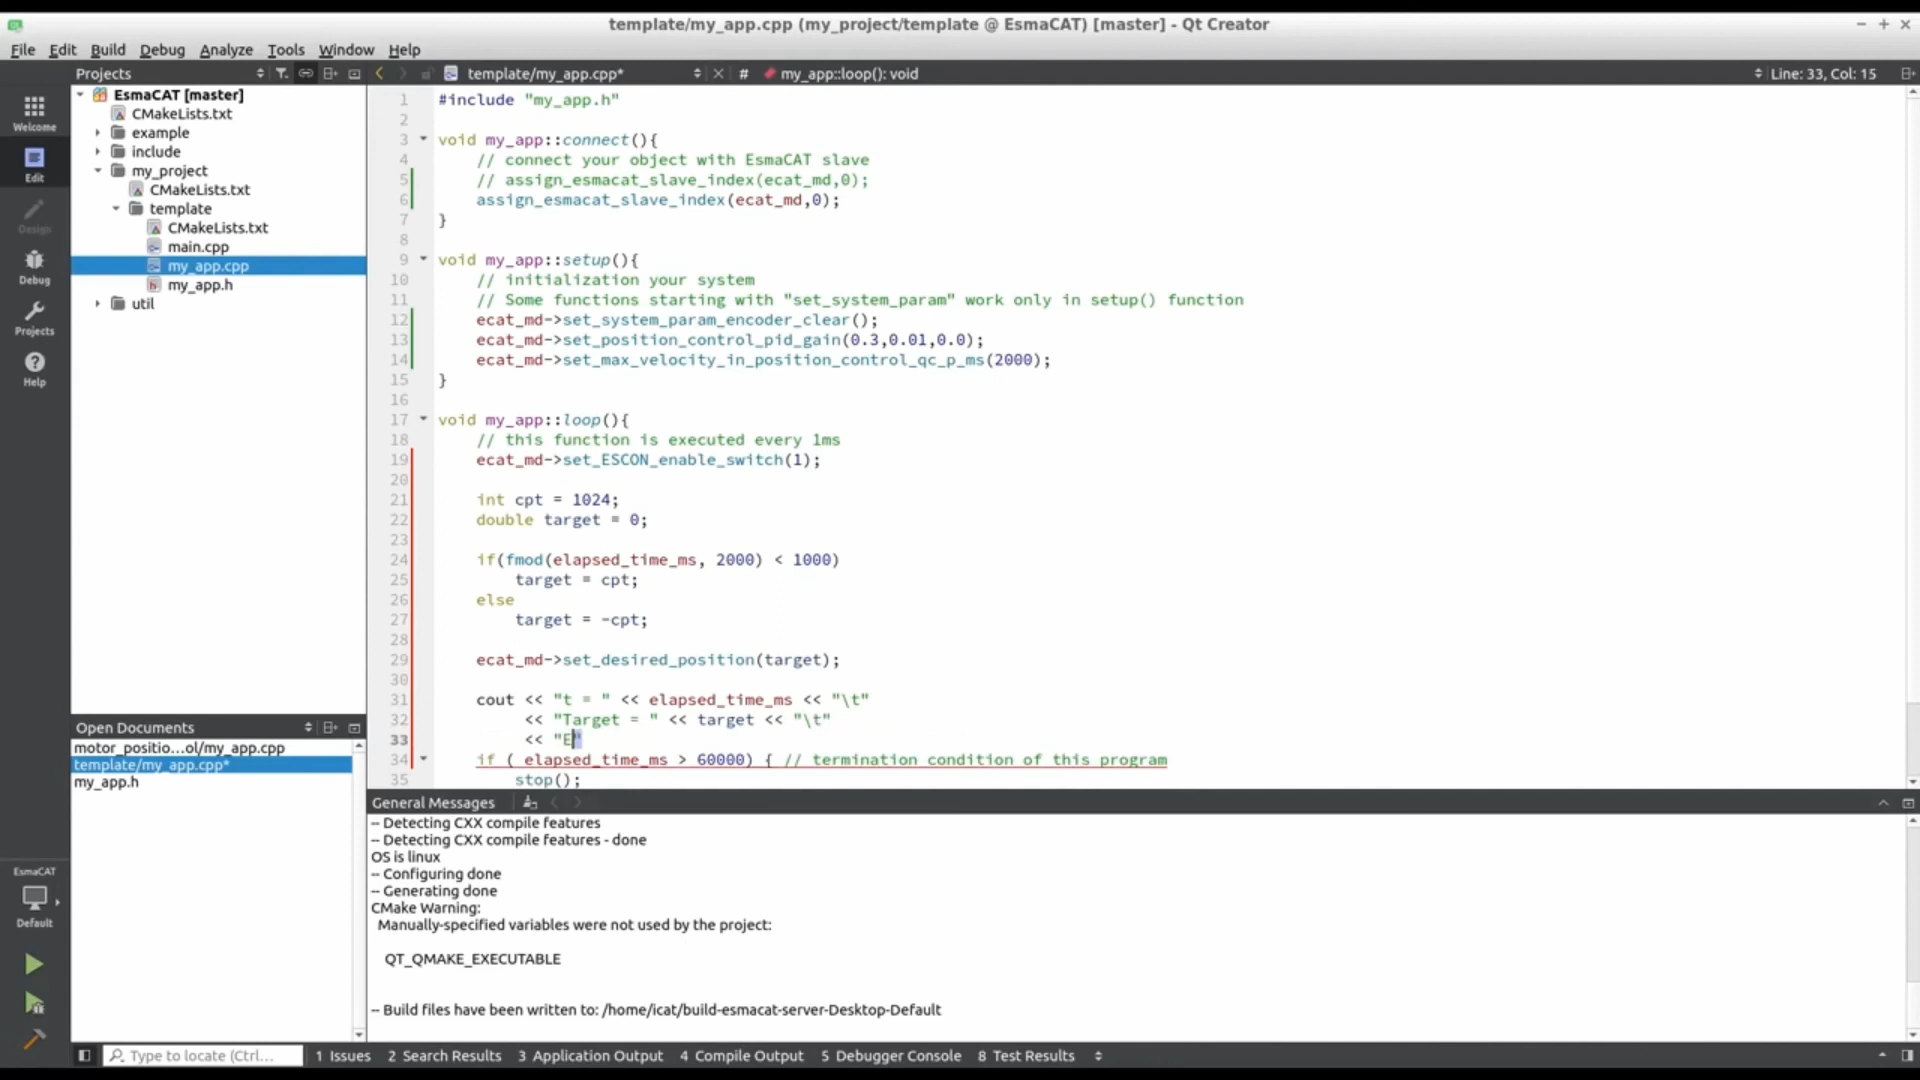 template/my_app.cpp (my_project/template @ EsmaCAT) [master] - Qt Creator
File Edit Build Debug Analyze Tools Window Help
Projects
template/my_app.cpp*
# my_app::loop(): void
Line: 33, Col: 15
Welcome
Edit
Design
Debug
Projects
Help
EsmaCAT [master]
CMakeLists.txt
example
include
my_project
CMakeLists.txt
template
CMakeLists.txt
main.cpp
my_app.cpp
my_app.h
util
1 #include "my_app.h"
2
3 void my_app::connect(){
4 // connect your object with EsmaCAT slave
5 // assign_esmacat_slave_index(ecat_md,0);
6 assign_esmacat_slave_index(ecat_md,0);
7 }
8
9 void my_app::setup(){
10 // initialization your system
11 // Some functions starting with "set_system_param" work only in setup() function
12 ecat_md->set_system_param_encoder_clear();
13 ecat_md->set_position_control_pid_gain(0.3,0.01,0.0);
14 ecat_md->set_max_velocity_in_position_control_qc_p_ms(2000);
15 }
16
17 void my_app::loop(){
18 // this function is executed every 1ms
19 ecat_md->set_ESCON_enable_switch(1);
20
21 int cpt = 1024;
22 double target = 0;
23
24 if(fmod(elapsed_time_ms, 2000) < 1000)
25 target = cpt;
26 else
27 target = -cpt;
28
29 ecat_md->set_desired_position(target);
30
31 cout << "t = " << elapsed_time_ms << "\t"
32 << "Target = " << target << "\t"
33 << "E"
34 if ( elapsed_time_ms > 60000) { // termination condition of this program
35 stop();
Open Documents
motor_positio...ol/my_app.cpp
template/my_app.cpp*
my_app.h
General Messages
-- Detecting CXX compile features
-- Detecting CXX compile features - done
OS is linux
-- Configuring done
-- Generating done
CMake Warning:
Manually-specified variables were not used by the project:
QT_QMAKE_EXECUTABLE
-- Build files have been written to: /home/icat/build-esmacat-server-Desktop-Default
EsmaCAT
Default
Type to locate (Ctrl...
1 Issues 2 Search Results 3 Application Output 4 Compile Output 5 Debugger Console 8 Test Results